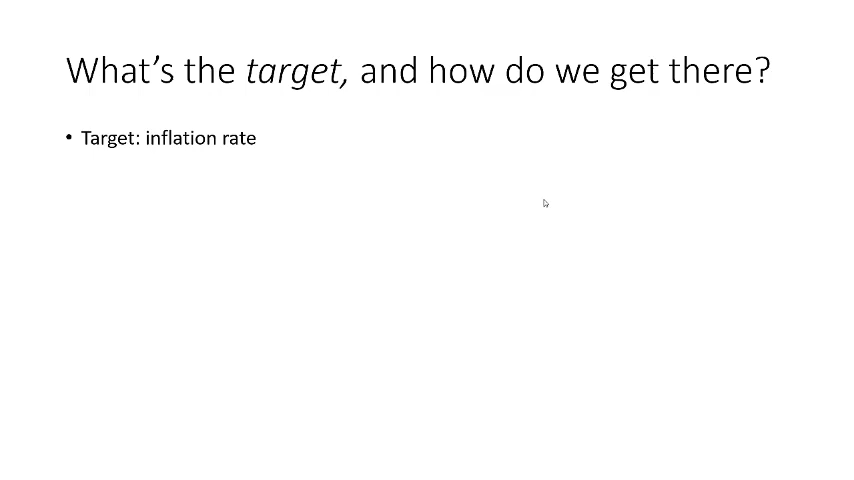 What’s the target, and how do we get there?
• Target: inflation rate